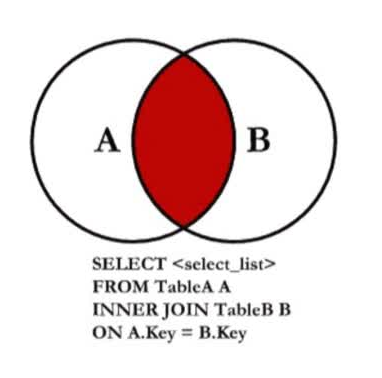 A B
SELECT <select_list>
FROM TableA A
INNER JOIN TableB B
ON A.Key = B.Key